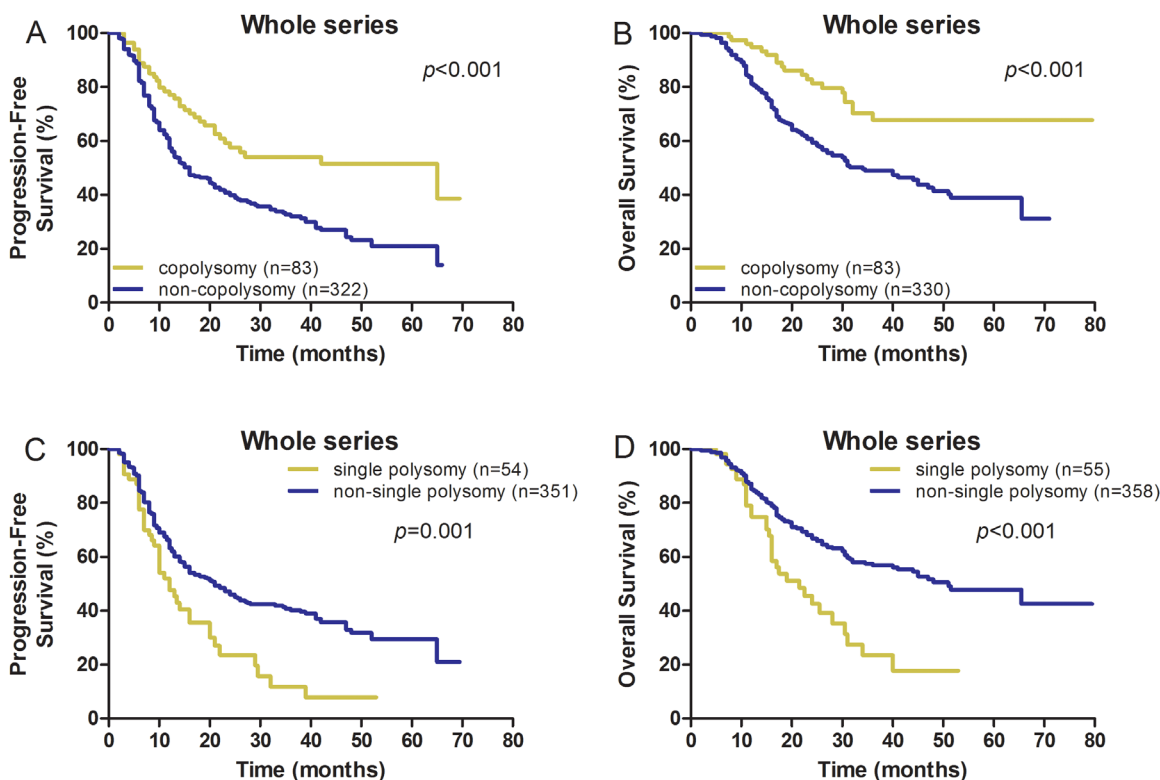 A
Whole series
Progression-Free
Survival (%)
100
80
60
40
20
0
p<0.001
copolysomy (n=83)
non-copolysomy (n=322)
0 10 20 30 40 50 60 70 80
Time (months)
B
Whole series
Overall Survival (%)
100
80
60
40
20
0
p<0.001
copolysomy (n=83)
non-copolysomy (n=330)
0 10 20 30 40 50 60 70 80
Time (months)
C
Whole series
Progression-Free
Survival (%)
100
80
60
40
20
0
single polysomy (n=54)
non-single polysomy (n=351)
p=0.001
0 10 20 30 40 50 60 70 80
Time (months)
D
Whole series
Overall Survival (%)
100
80
60
40
20
0
single polysomy (n=55)
non-single polysomy (n=358)
p<0.001
0 10 20 30 40 50 60 70 80
Time (months)